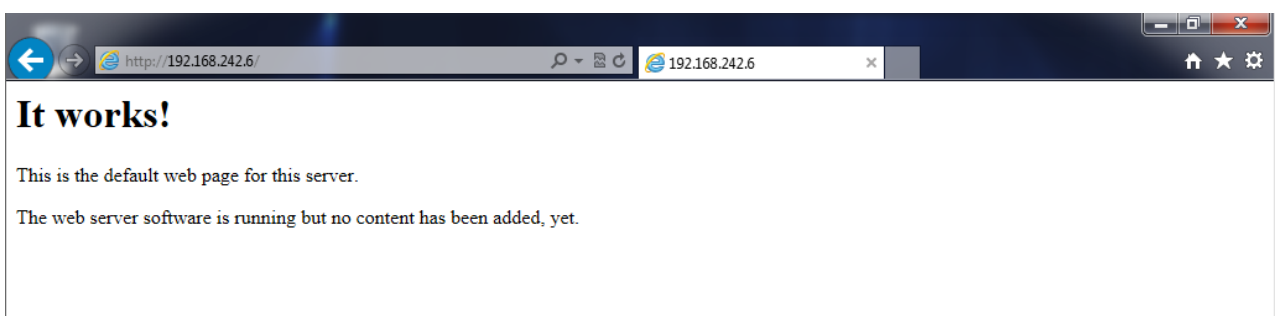 http://192.168.242.6/
192.168.242.6
It works!
This is the default web page for this server.
The web server software is running but no content has been added, yet.